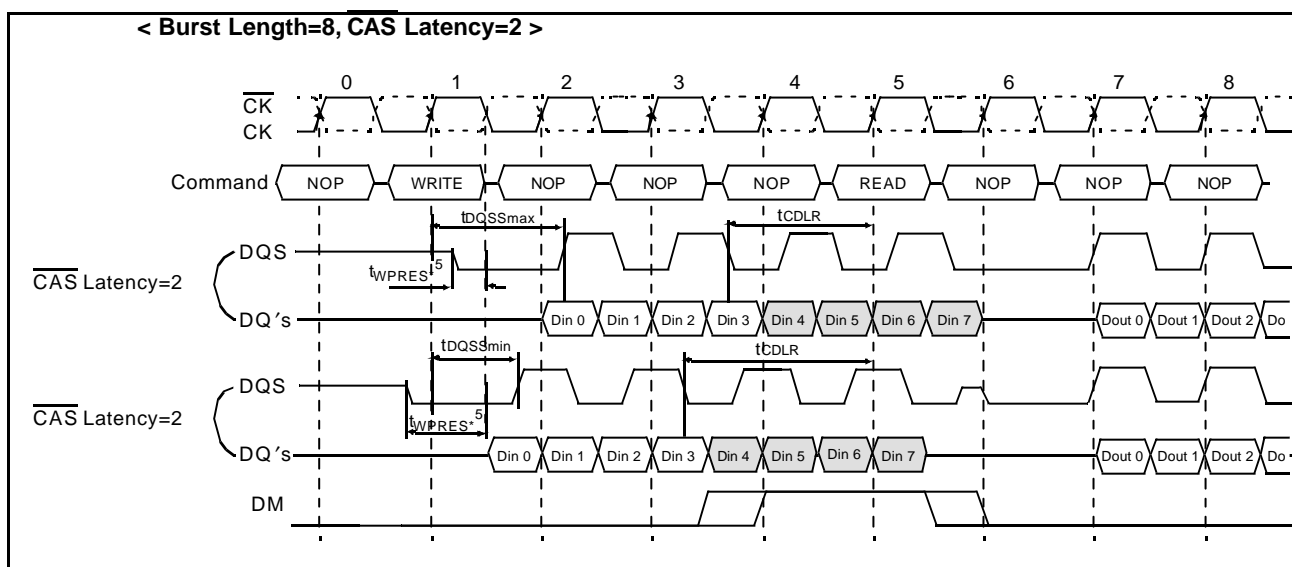 < Burst Length=8, CAS Latency=2 >
0 1 2 3 4 5 6 7 8
CK
CK
Command NOP WRITE NOP NOP NOP READ NOP NOP NOP
tDQSSmax tCDLR
DQS
tWPRES*5
CAS Latency=2
DQ's Din 0 Din 1 Din 2 Din 3 Din 4 Din 5 Din 6 Din 7 Dout 0 Dout 1 Dout 2 Do
tDQSSmin tCDLR
DQS
CAS Latency=2
tWPRES*5
DQ's Din 0 Din 1 Din 2 Din 3 Din 4 Din 5 Din 6 Din 7 Dout 0 Dout 1 Dout 2 Do
DM